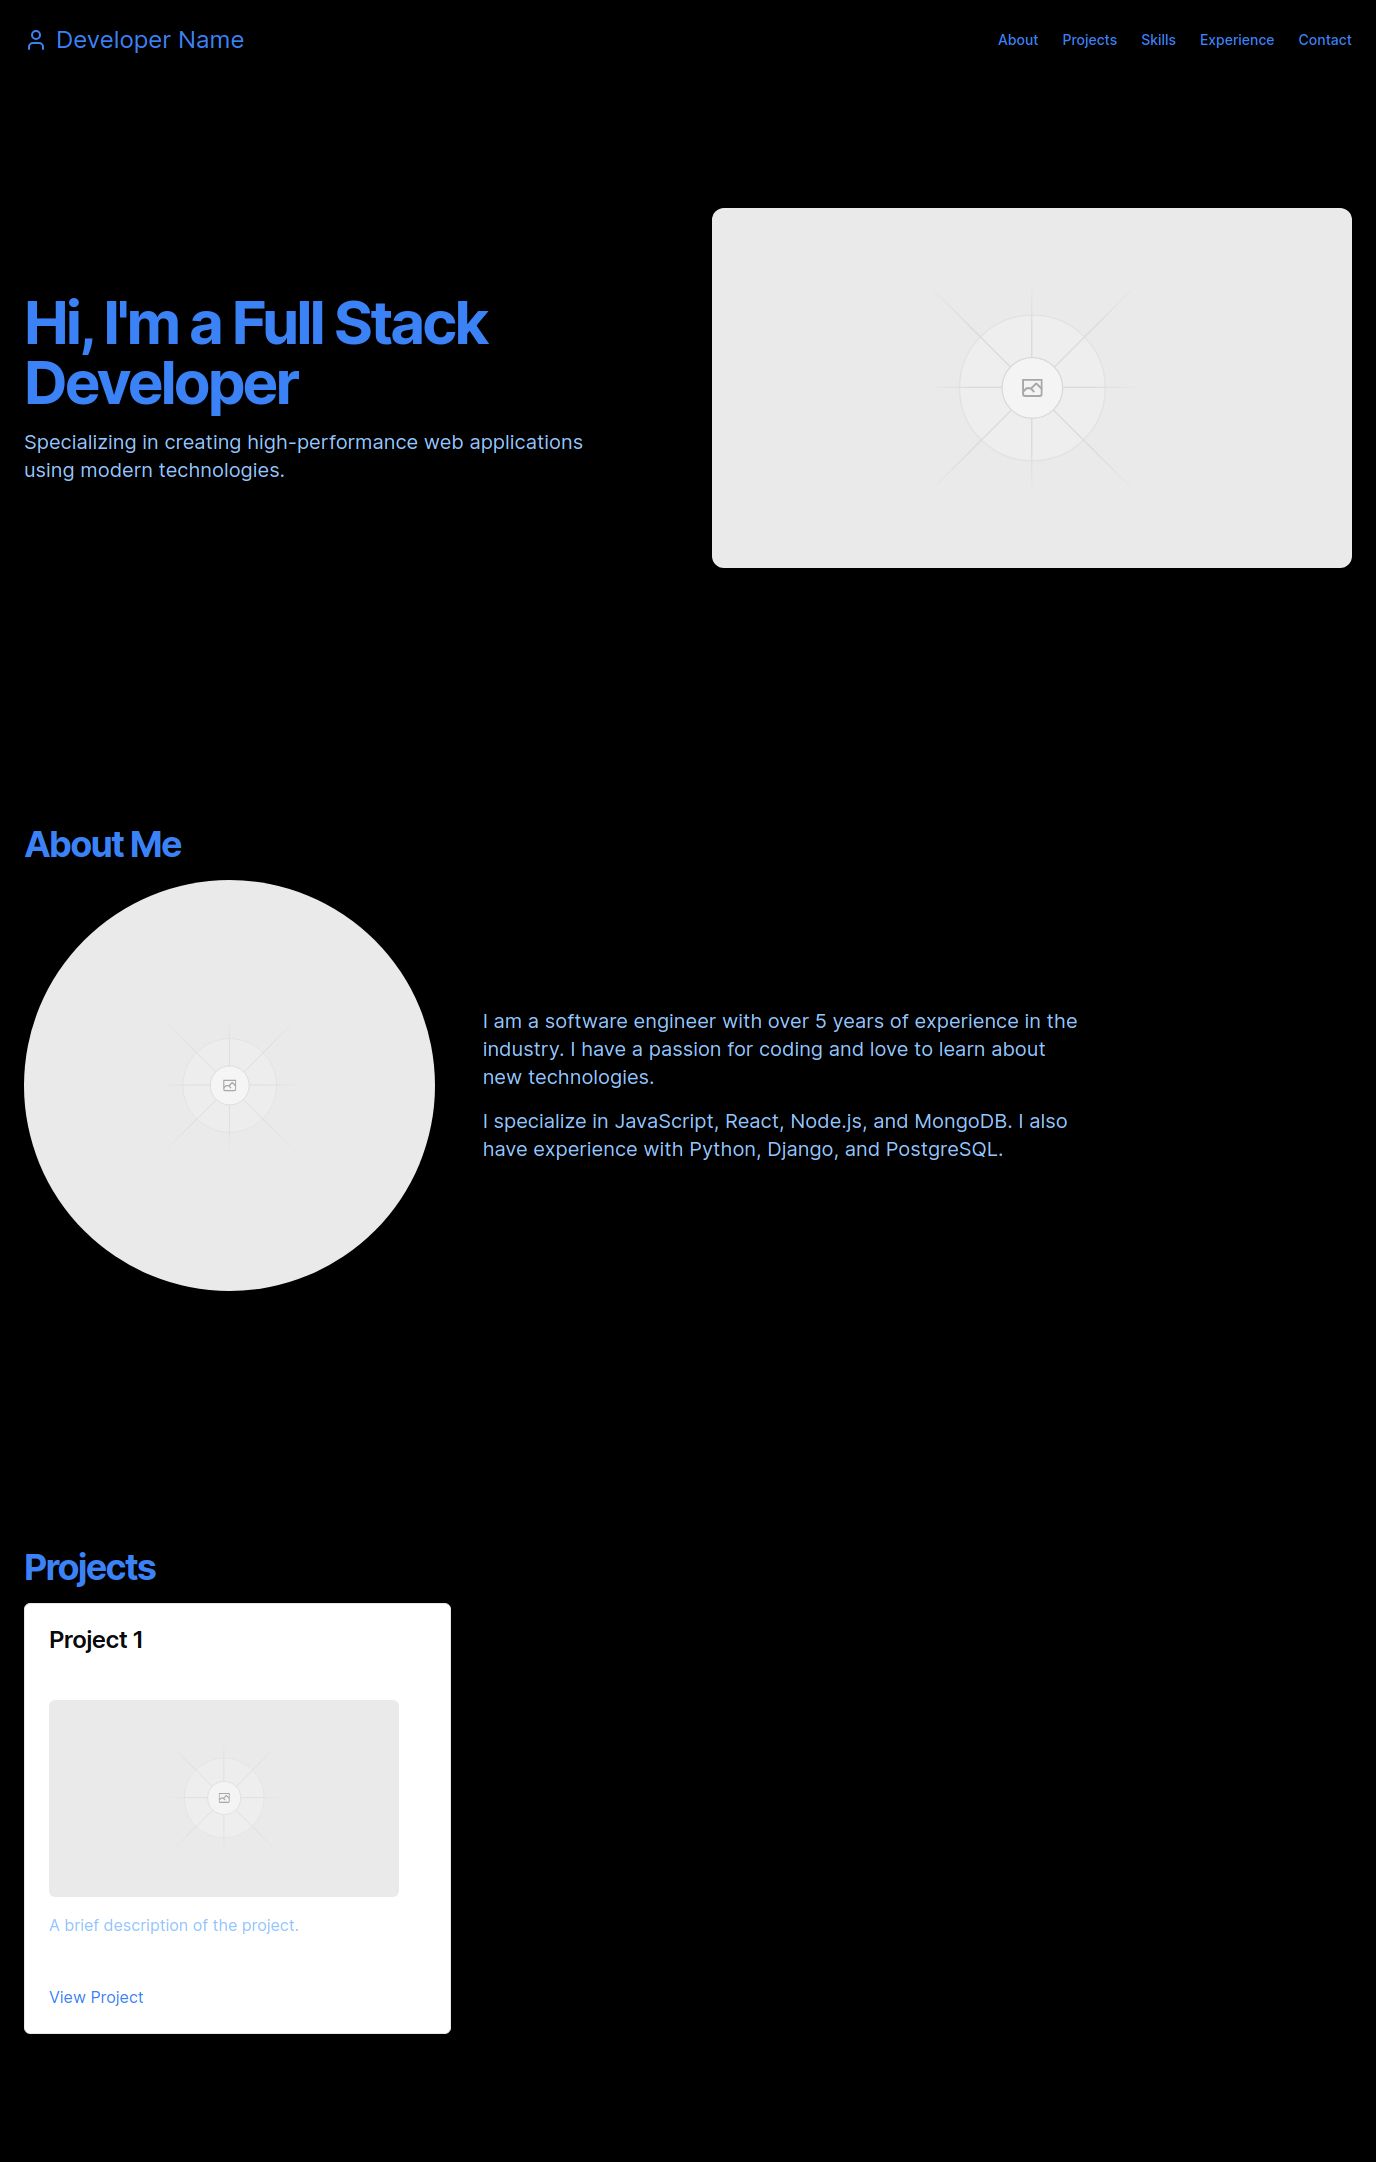 Developer Name
About Projects Skills Experience Contact
Hi, I'm a Full Stack
Developer
Specializing in creating high-performance web applications
using modern technologies.
About Me
I am a software engineer with over 5 years of experience in the
industry. I have a passion for coding and love to learn about
new technologies.
I specialize in JavaScript, React, Node.js, and MongoDB. I also
have experience with Python, Django, and PostgreSQL.
Projects
Project 1
A brief description of the project.
View Project